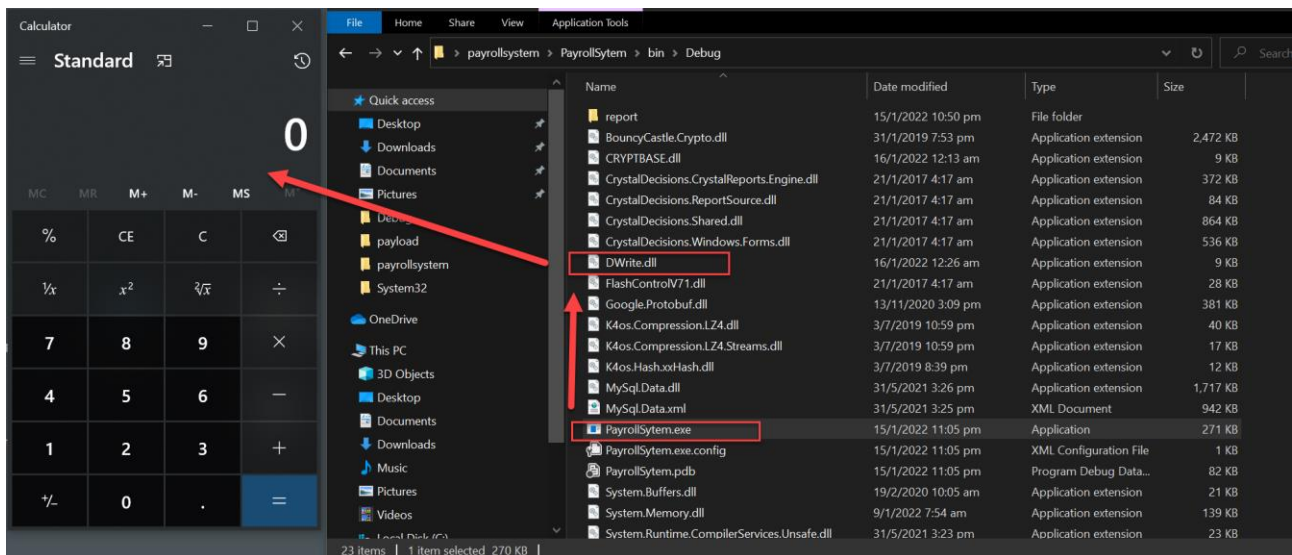 Calculator
Standard
0
MC MR M+ M- MS
% CE C
¹/x x² ²√x ÷
7 8 9 ×
4 5 6 −
1 2 3 +
+/− 0 . =
File Home Share View Application Tools
payrollsystem > PayrollSytem > bin > Debug
Search
Quick access
Desktop
Downloads
Documents
Pictures
payload
payrollsystem
System32
OneDrive
This PC
3D Objects
Desktop
Documents
Downloads
Music
Pictures
Videos
Name Date modified Type Size
report 15/1/2022 10:50 pm File folder
BouncyCastle.Crypto.dll 31/1/2019 7:53 pm Application extension 2,472 KB
CRYPTBASE.dll 16/1/2022 12:13 am Application extension 9 KB
CrystalDecisions.CrystalReports.Engine.dll 21/1/2017 4:17 am Application extension 372 KB
CrystalDecisions.ReportSource.dll 21/1/2017 4:17 am Application extension 84 KB
CrystalDecisions.Shared.dll 21/1/2017 4:17 am Application extension 864 KB
CrystalDecisions.Windows.Forms.dll 21/1/2017 4:17 am Application extension 536 KB
DWrite.dll 16/1/2022 12:26 am Application extension 9 KB
FlashControlV71.dll 21/1/2017 4:17 am Application extension 28 KB
Google.Protobuf.dll 13/11/2020 3:09 pm Application extension 381 KB
K4os.Compression.LZ4.dll 3/7/2019 10:59 pm Application extension 40 KB
K4os.Compression.LZ4.Streams.dll 3/7/2019 10:59 pm Application extension 17 KB
K4os.Hash.xxHash.dll 3/7/2019 8:39 pm Application extension 12 KB
MySql.Data.dll 31/5/2021 3:26 pm Application extension 1,717 KB
MySql.Data.xml 31/5/2021 3:25 pm XML Document 942 KB
PayrollSytem.exe 15/1/2022 11:05 pm Application 271 KB
PayrollSytem.exe.config 15/1/2022 11:05 pm XML Configuration File 1 KB
PayrollSytem.pdb 15/1/2022 11:05 pm Program Debug Data... 82 KB
System.Buffers.dll 19/2/2020 10:05 am Application extension 21 KB
System.Memory.dll 9/1/2022 7:54 am Application extension 139 KB
System.Runtime.CompilerServices.Unsafe.dll 31/5/2021 3:23 pm Application extension 23 KB
23 items 1 item selected 270 KB